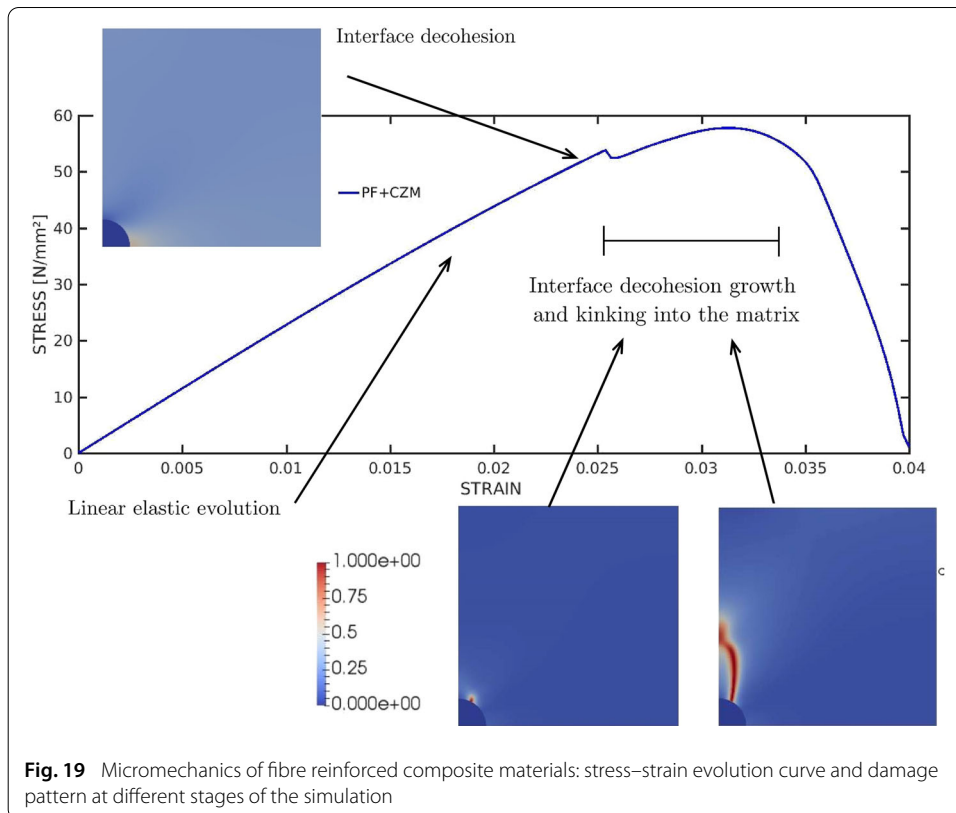 Interface decohesion
60
50
40
30
20
10
0
STRESS [N/mm²]
PF+CZM
Interface decohesion growth
and kinking into the matrix
0
0.005
0.01
0.015
0.02
0.025
0.03
0.035
0.04
STRAIN
Linear elastic evolution
1.000e+00
0.75
0.5
0.25
0.000e+00
c
Fig. 19 Micromechanics of fibre reinforced composite materials: stress–strain evolution curve and damage
pattern at different stages of the simulation